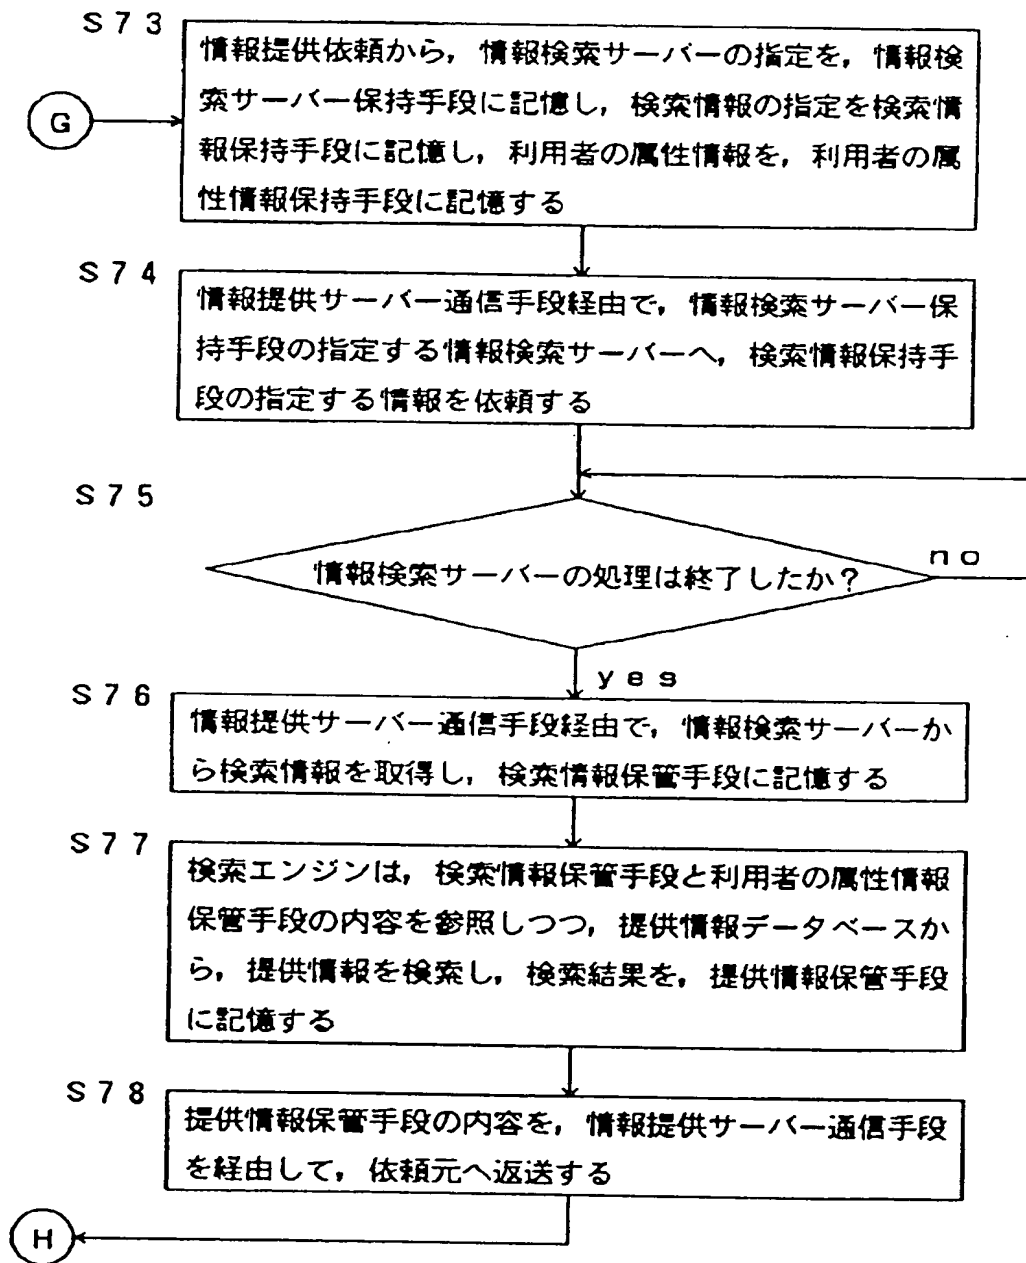 S73
情報提供依頼から，情報検索サーバーの指定を，情報検
索サーバー保持手段に記憶し，検索情報の指定を検索情
報保持手段に記憶し，利用者の属性情報を，利用者の属
性情報保持手段に記憶する
G
S74
情報提供サーバー通信手段経由で，情報検索サーバー保
持手段の指定する情報検索サーバーへ，検索情報保持手
段の指定する情報を依頼する
S75
情報検索サーバーの処理は終了したか？
no
yes
S76
情報提供サーバー通信手段経由で，情報検索サーバーか
ら検索情報を取得し，検索情報保管手段に記憶する
S77
検索エンジンは，検索情報保管手段と利用者の属性情報
保管手段の内容を参照しつつ，提供情報データベースか
ら，提供情報を検索し，検索結果を，提供情報保管手段
に記憶する
S78
提供情報保管手段の内容を，情報提供サーバー通信手段
を経由して，依頼元へ返送する
H